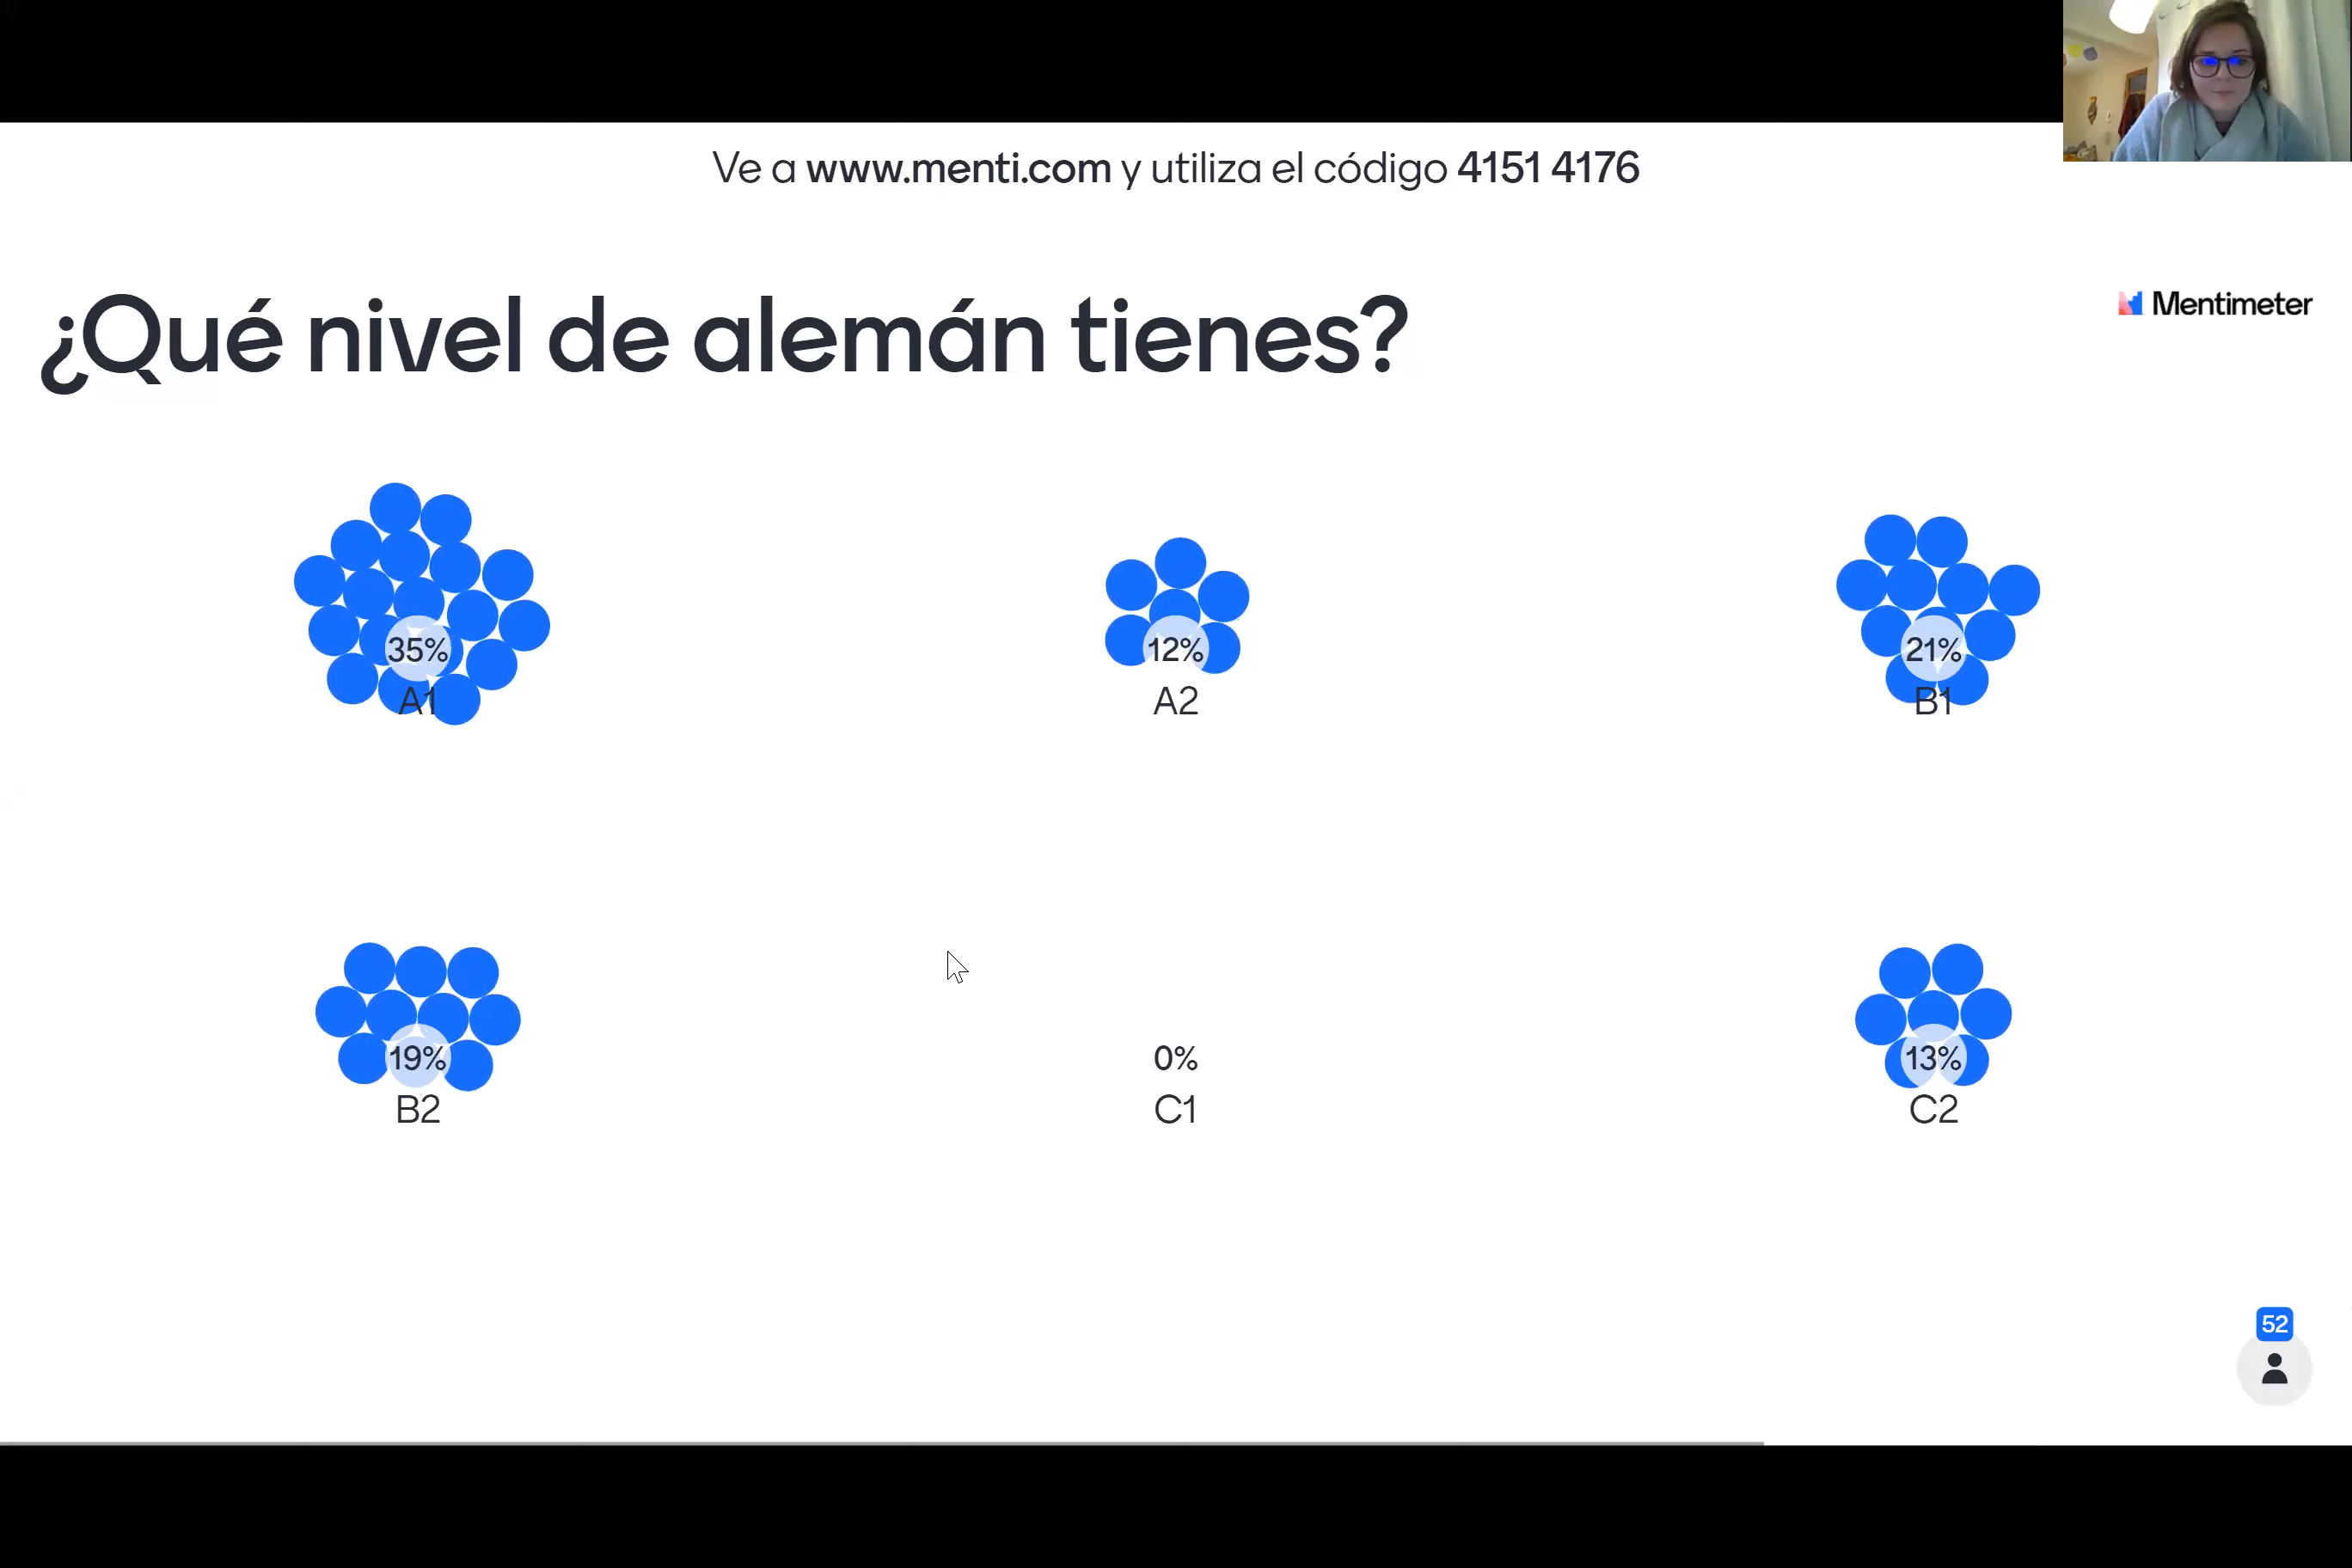 Ve a www.menti.com y utiliza el código 4151 4176
¿Qué nivel de alemán tienes?
Mentimeter
35%
A1
12%
A2
21%
B1
19%
B2
0%
C1
13%
C2
52